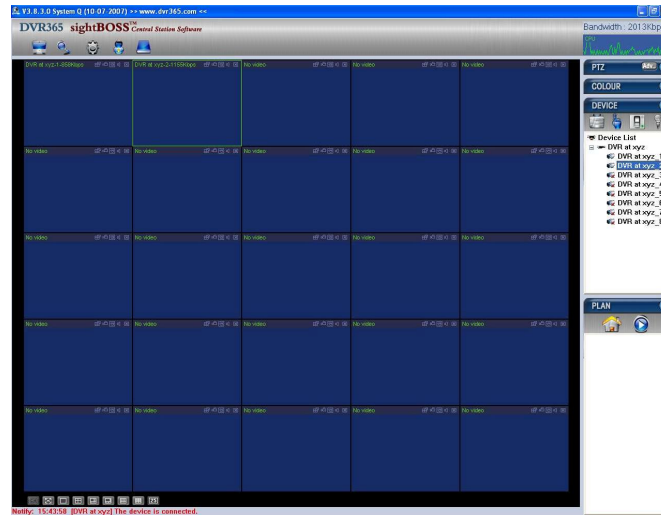 V3.8.3.0 System Q (10-07-2007) >> www.dvr365.com <<
DVR365 sightBOSS™ Central Station Software
Bandwidth : 2013Kbp
CPU
PTZ Adv.
COLOUR
DEVICE
Device List
DVR at xyz
DVR at xyz_1
DVR at xyz_2
DVR at xyz_3
DVR at xyz_4
DVR at xyz_5
DVR at xyz_6
DVR at xyz_7
DVR at xyz_8
PLAN
DVR at xyz-1-858Kbps DVR at xyz-2-1155Kbps No video No video No video
No video No video No video No video No video
No video No video No video No video No video
No video No video No video No video No video
No video No video No video No video No video
Notify: 15:43:58 [DVR at xyz] The device is connected.